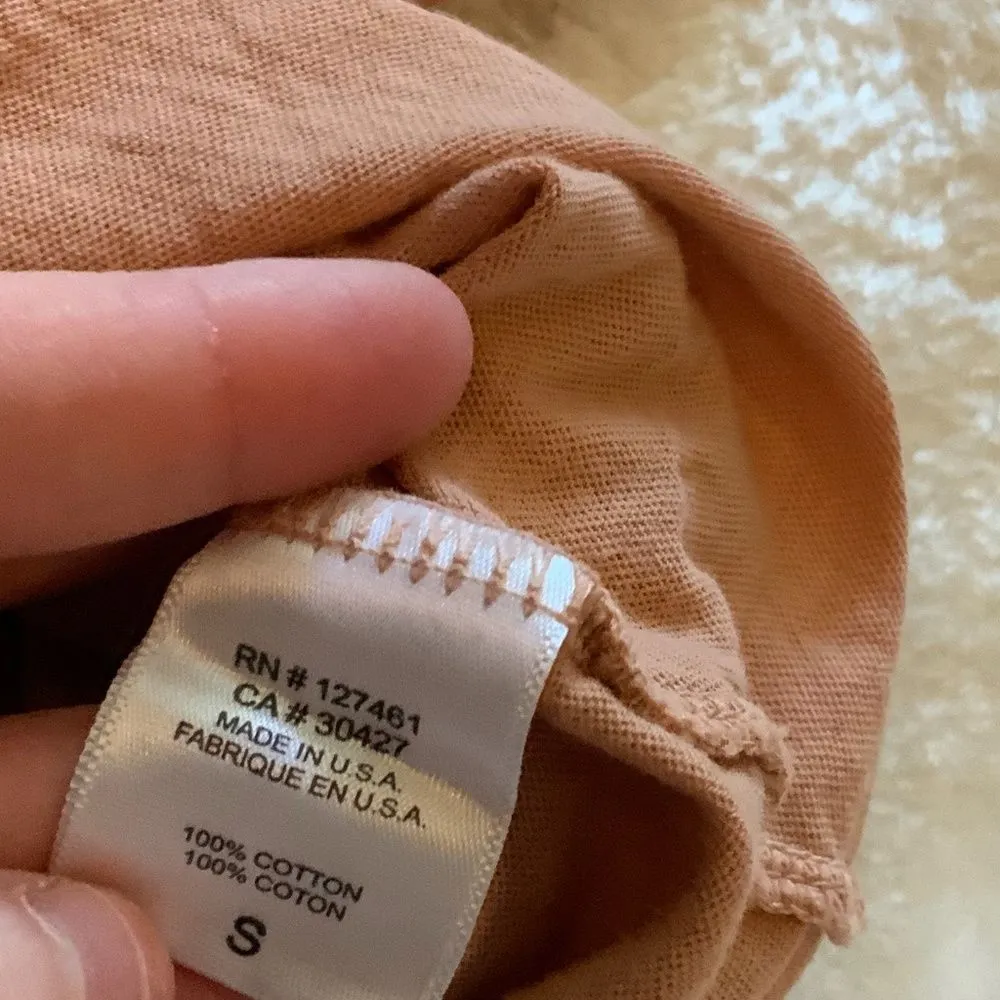 RN # 127461
CA # 30427
MADE IN U.S.A.
FABRIQUE EN U.S.A.
100% COTTON
100% COTON
S